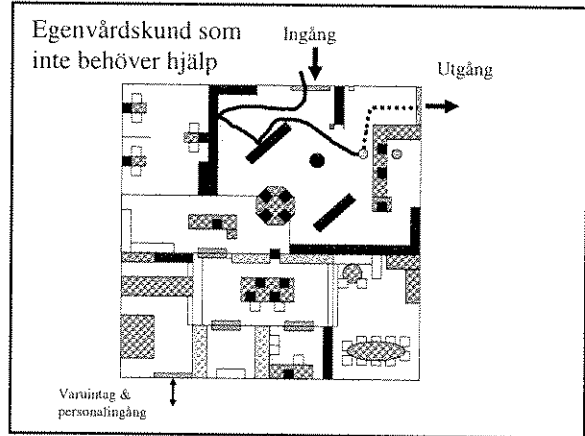 Egenvårdskund som
inte behöver hjälp
Ingång
Utgång
Varuintag &
personalingång